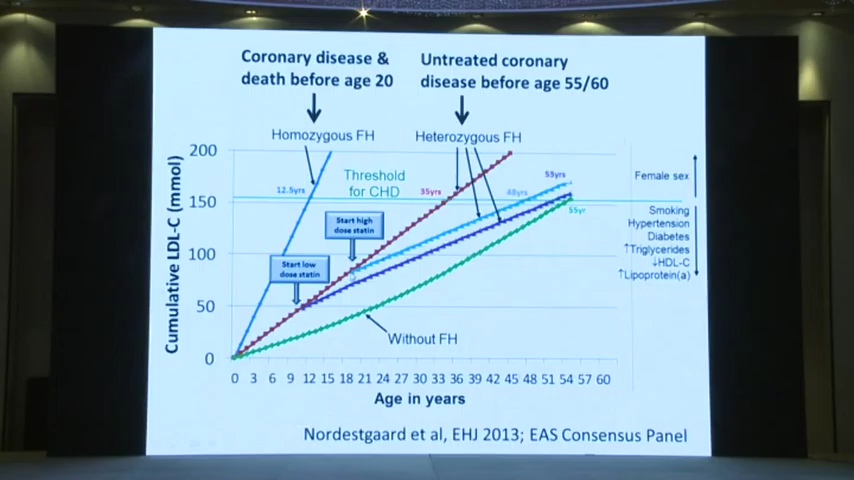 Coronary disease &
death before age 20
Untreated coronary
disease before age 55/60
Homozygous FH
Heterozygous FH
Cumulative LDL-C (mmol)
200
150
100
50
0
Threshold
for CHD
12.5yrs
35yrs
48yrs
53yrs
55yr
Start high
dose statin
Start low
dose statin
Without FH
Female sex
Smoking
Hypertension
Diabetes
↑Triglycerides
↓HDL-C
↑Lipoprotein(a)
0 3 6 9 12 15 18 21 24 27 30 33 36 39 42 45 48 51 54 57 60
Age in years
Nordestgaard et al, EHJ 2013; EAS Consensus Panel